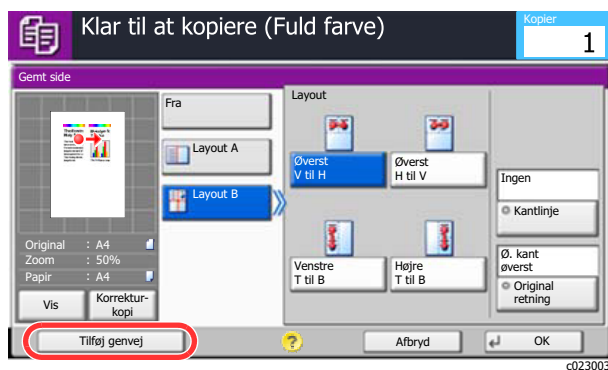 Klar til at kopiere (Fuld farve)
Kopier
1
Gemt side
Original : A4
Zoom : 50%
Papir : A4
Vis
Korrektur-
kopi
Fra
Layout A
Layout B
Layout
Øverst
V til H
Øverst
H til V
Venstre
T til B
Højre
T til B
Ingen
Kantlinje
Ø. kant
øverst
Original
retning
Tilføj genvej
?
Afbryd
OK
c023003